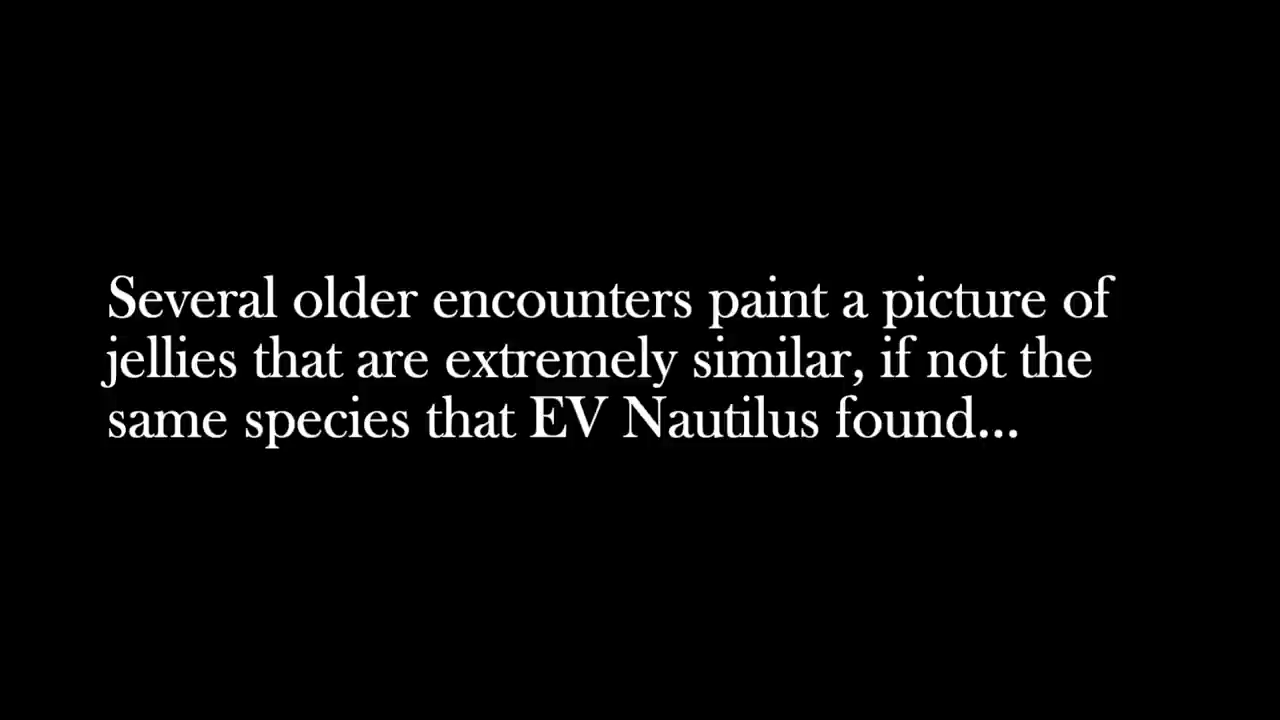 Several older encounters paint a picture of
jellies that are extremely similar, if not the
same species that EV Nautilus found...